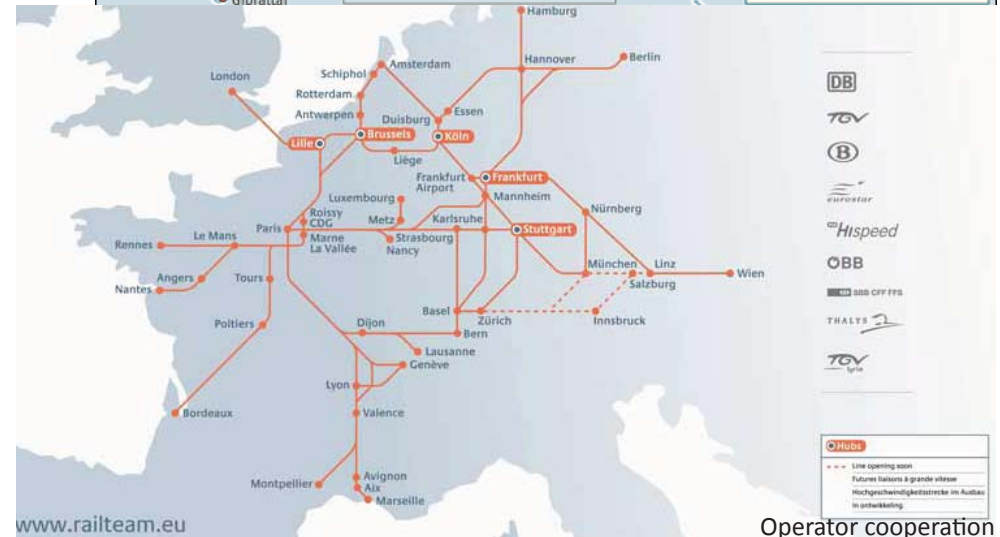 Gibraltar
Hamburg
Hannover
Berlin
Amsterdam
Schiphol
London
Rotterdam
Antwerpen
Duisburg
Essen
Lille
Brussels
Köln
Liège
Frankfurt Airport
Frankfurt
Luxembourg
Mannheim
Nürnberg
Metz
Karlsruhe
Roissy CDG
Paris
Stuttgart
Strasbourg
Nancy
Marne La Vallée
Rennes
Le Mans
Angers
Nantes
Tours
München
Linz
Salzburg
Wien
Basel
Zürich
Innsbruck
Poitiers
Dijon
Bern
Lausanne
Genève
Lyon
Bordeaux
Valence
Montpellier
Avignon
Aix
Marseille
DB
TGV
B
eurostar
Hispeed
ÖBB
SBB CFF FFS
THALYS
TGV
Lyria
Hubs
Line opening soon
Futures liaisons à grande vitesse
Hochgeschwindigkeitsstrecke im Ausbau
In ontwikkeling
www.railteam.eu
Operator cooperation